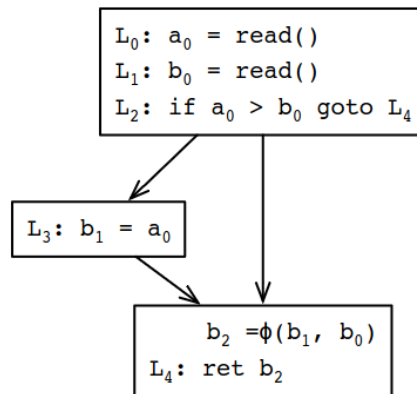 L₀: a₀ = read()
L₁: b₀ = read()
L₂: if a₀ > b₀ goto L₄
L₃: b₁ = a₀
b₂ =ϕ(b₁, b₀)
L₄: ret b₂